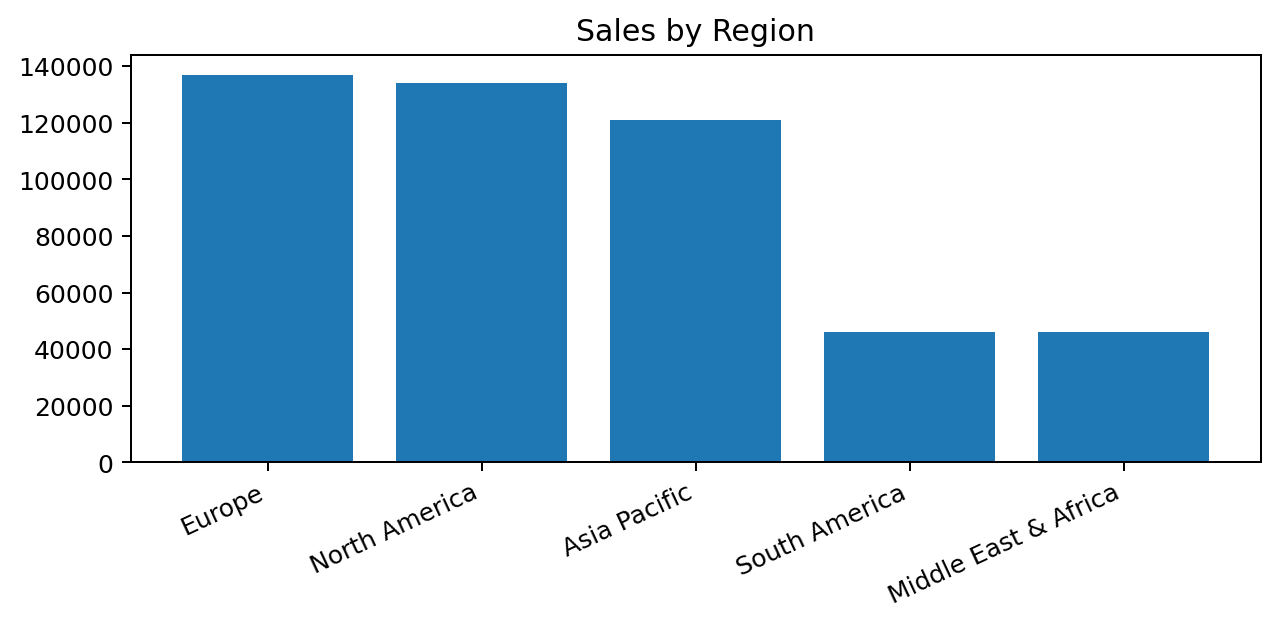 Sales by Region
140000
120000
100000
80000
60000
40000
20000
0
Europe
North America
Asia Pacific
South America
Middle East & Africa